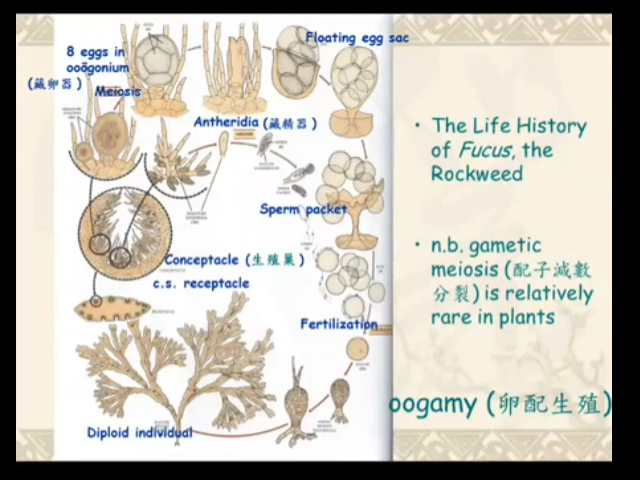 Floating egg sac
8 eggs in
ooögonium
(藏卵器)
Meiosis
Antheridia (藏精器)
Sperm packet
Conceptacle (生殖巢)
c.s. receptacle
Fertilization
Diploid individual
• The Life History
of Fucus, the
Rockweed
• n.b. gametic
meiosis (配子減數
分裂) is relatively
rare in plants
oogamy (卵配生殖)